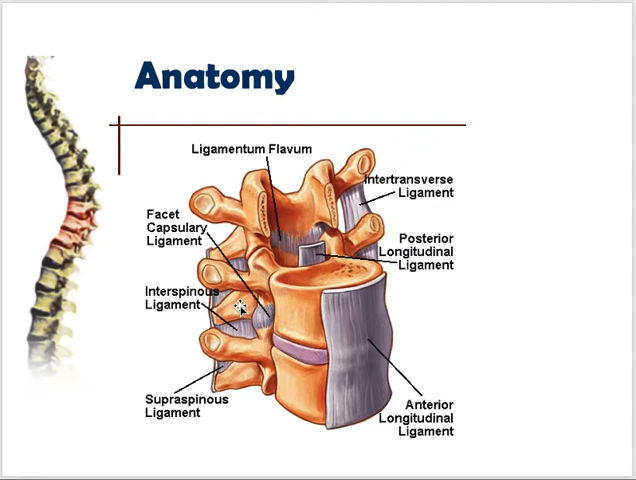 Anatomy
Ligamentum Flavum
Intertransverse
Ligament
Facet
Capsulary
Ligament
Posterior
Longitudinal
Ligament
Interspinous
Ligament
Supraspinous
Ligament
Anterior
Longitudinal
Ligament